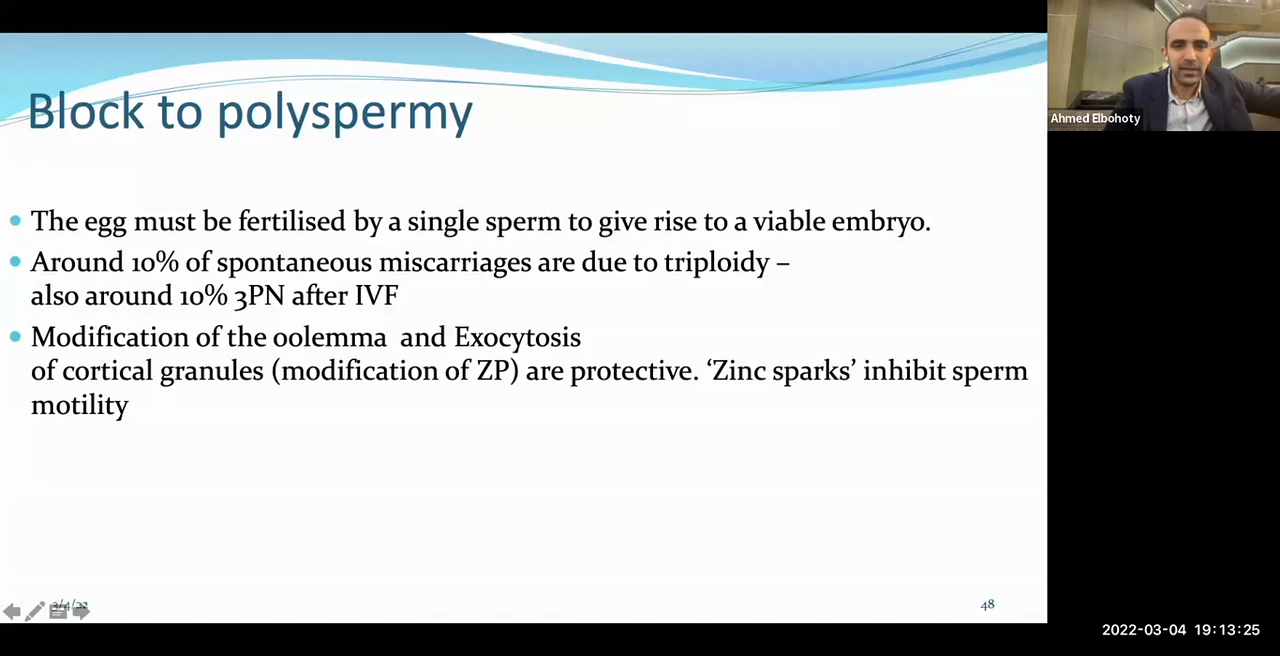 Block to polyspermy
Ahmed Elbohoty
The egg must be fertilised by a single sperm to give rise to a viable embryo.
Around 10% of spontaneous miscarriages are due to triploidy –
also around 10% 3PN after IVF
Modification of the oolemma and Exocytosis
of cortical granules (modification of ZP) are protective. ‘Zinc sparks’ inhibit sperm
motility
48
2022-03-04 19:13:25